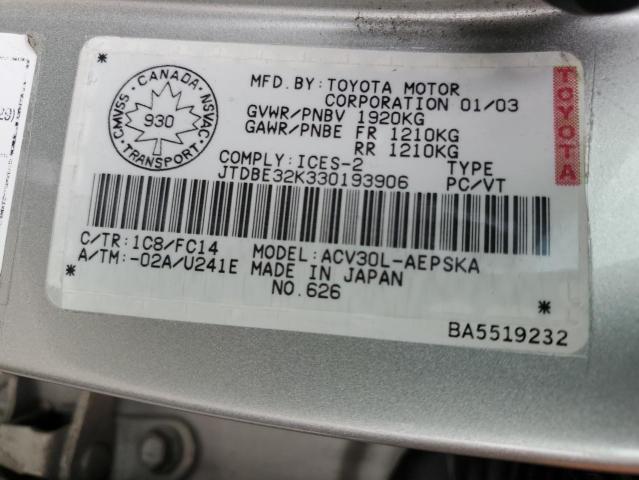 29)
* CANADA
CMVSS NSVAC
930
TRANSPORT
MFD.BY:TOYOTA MOTOR
CORPORATION 01/03
GVWR/PNBV 1920KG
GAWR/PNBE FR 1210KG
RR 1210KG
COMPLY:ICES-2 TYPE
JTDBE32K330193906 PC/VT
TOYOTA
C/TR:1C8/FC14 MODEL:ACV30L-AEPSKA
A/TM:-02A/U241E MADE IN JAPAN
* NO.626 *
BA5519232